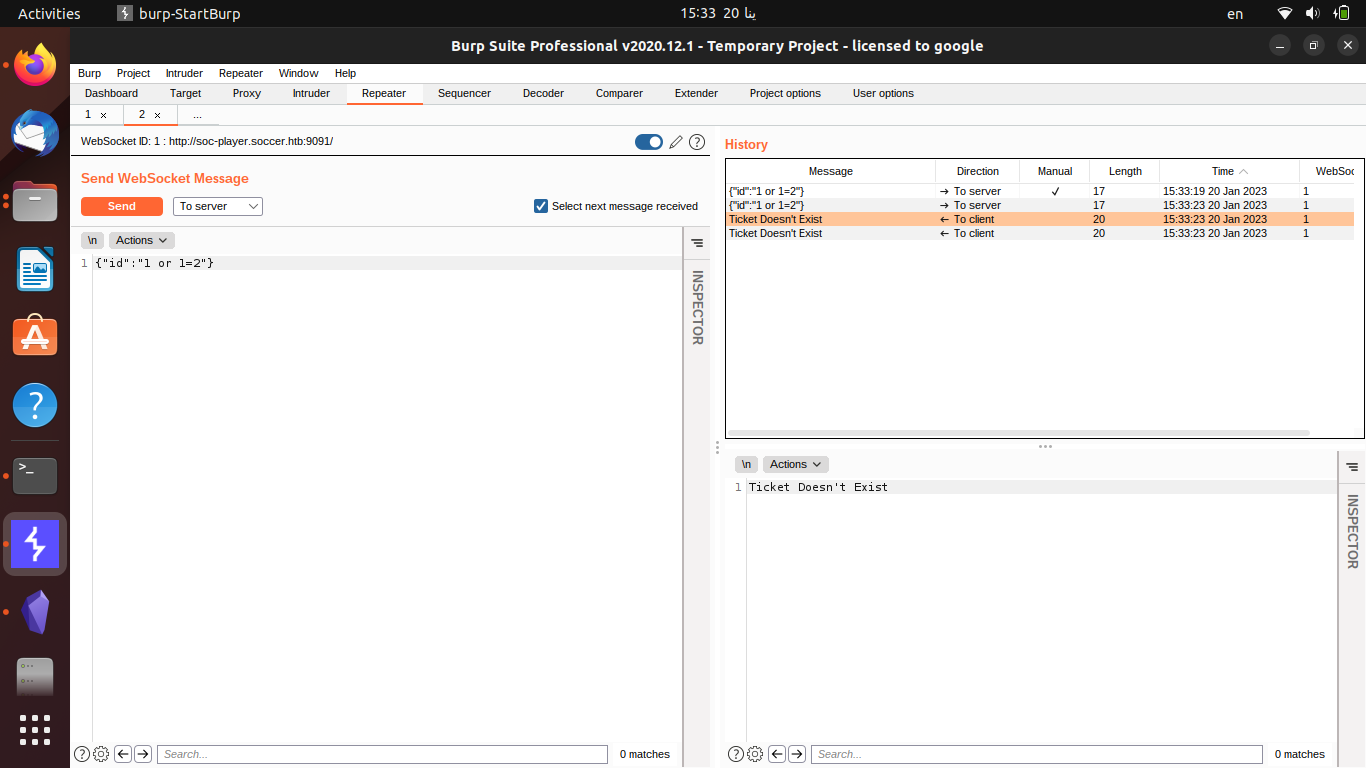 Activities burp-StartBurp 15:33 20 ينا en
Burp Suite Professional v2020.12.1 - Temporary Project - licensed to google
Burp Project Intruder Repeater Window Help
Dashboard Target Proxy Intruder Repeater Sequencer Decoder Comparer Extender Project options User options
1 × 2 × ...
WebSocket ID: 1 : http://soc-player.soccer.htb:9091/
Send WebSocket Message
Send To server Select next message received
\n Actions
1 {"id":"1 or 1=2"}
INSPECTOR
Search... 0 matches
History
Message Direction Manual Length Time WebSoc
{"id":"1 or 1=2"} → To server ✓ 17 15:33:19 20 Jan 2023 1
{"id":"1 or 1=2"} → To server 17 15:33:23 20 Jan 2023 1
Ticket Doesn't Exist ← To client 20 15:33:23 20 Jan 2023 1
Ticket Doesn't Exist ← To client 20 15:33:23 20 Jan 2023 1
\n Actions
1 Ticket Doesn't Exist
INSPECTOR
Search... 0 matches